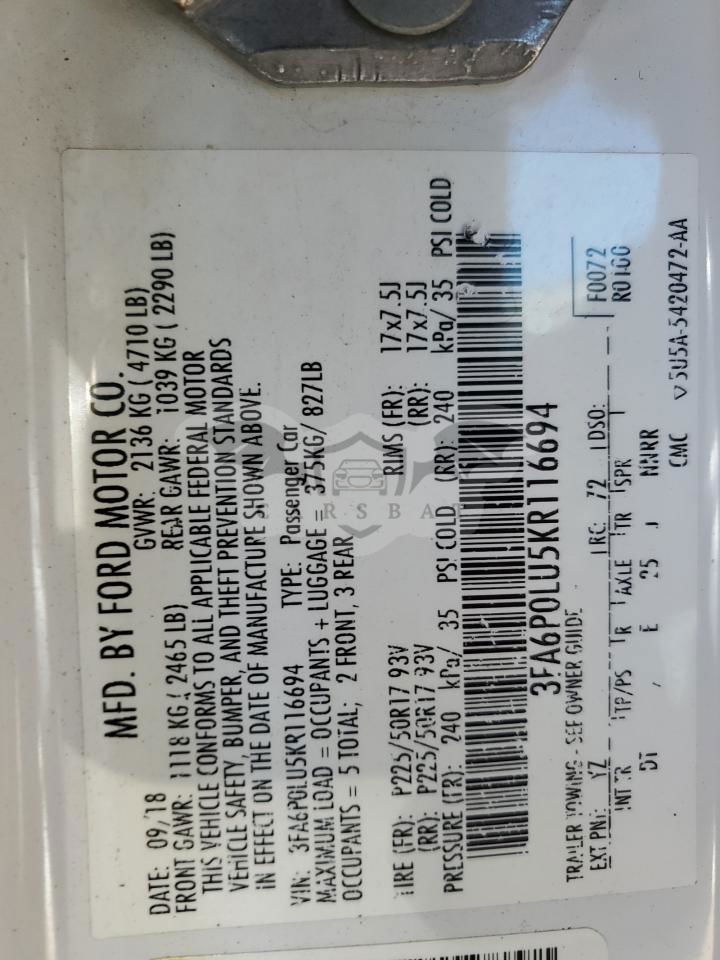 MFD. BY FORD MOTOR CO.
DATE: 09/18 GVWR: 2136 KG ( 4710 LB)
FRONT GAWR: 1118 KG ( 2465 LB) REAR GAWR: 1039 KG ( 2290 LB)
THIS VEHICLE CONFORMS TO ALL APPLICABLE FEDERAL MOTOR
VEHICLE SAFETY, BUMPER, AND THEFT PREVENTION STANDARDS
IN EFFECT ON THE DATE OF MANUFACTURE SHOWN ABOVE.
VIN: 3FA6P0LU5KR116694 TYPE: Passenger Car
MAXIMUM LOAD = OCCUPANTS + LUGGAGE = 375KG/ 827LB
OCCUPANTS = 5 TOTAL; 2 FRONT, 3 REAR
TIRE (FR): P225/50R17 93V RIMS (FR): 17x7.5J
(RR): P225/50R17 93V (RR): 17x7.5J
PRESSURE (FR): 240 kPa/ 35 PSI COLD (RR): 240 kPa/ 35 PSI COLD
3FA6P0LU5KR116694
TRAILER TOWING - SEE OWNER GUIDE
EXT PNT: YZ RC: 72 DSO: F0072
INT TR TP/PS R AXLE TR SPR R0100
DT E 25 J NNRR
CMC 5U5A-5420472-AA